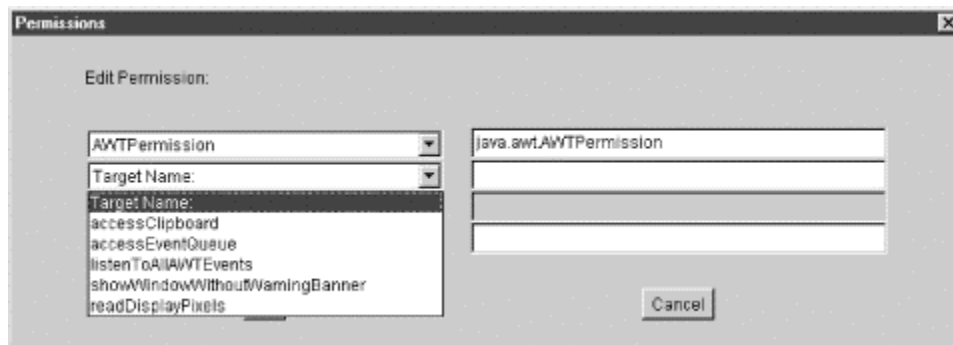 Permissions
Edit Permission:
AWTPermission
java.awt.AWTPermission
Target Name:
Target Name:
accessClipboard
accessEventQueue
listenToAllAWTEvents
showWindowWithoutWarningBanner
readDisplayPixels
Cancel